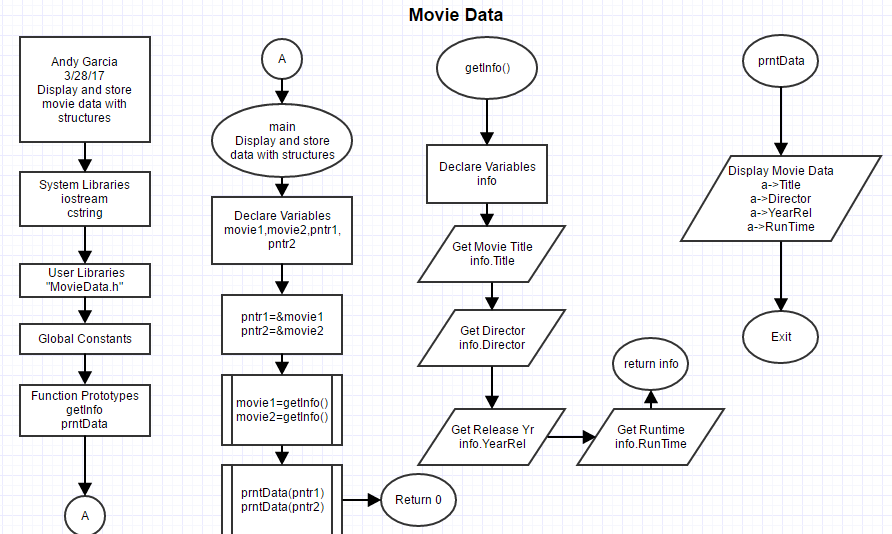 Movie Data
Andy Garcia
3/28/17
Display and store
movie data with
structures
System Libraries
iostream
cstring
User Libraries
"MovieData.h"
Global Constants
Function Prototypes
getInfo
prntData
A
A
main
Display and store
data with structures
Declare Variables
movie1,movie2,pntr1,
pntr2
pntr1=&movie1
pntr2=&movie2
movie1=getInfo()
movie2=getInfo()
prntData(pntr1)
prntData(pntr2)
Return 0
getInfo()
Declare Variables
info
Get Movie Title
info.Title
Get Director
info.Director
Get Release Yr
info.YearRel
Get Runtime
info.RunTime
return info
prntData
Display Movie Data
a->Title
a->Director
a->YearRel
a->RunTime
Exit